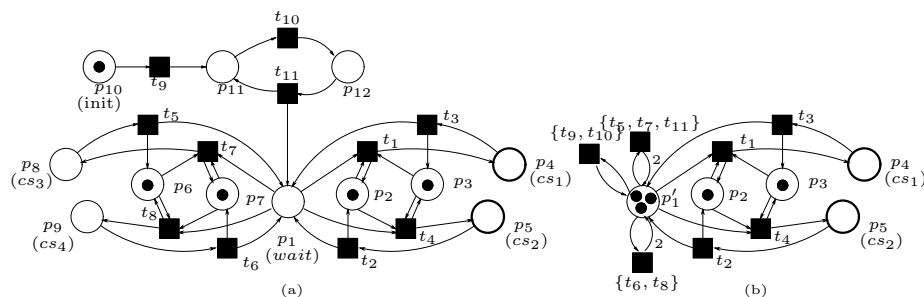 t10
p10
(init)
t9
p11
t11
p12
t5
t7
t1
t3
{t9, t10}
{t5, t7, t11}
2
t1
t3
p8
(cs3)
p6
p7
p2
p3
p4
(cs1)
p′1
p2
p3
p4
(cs1)
p9
(cs4)
t8
t6
p1
(wait)
t2
t4
p5
(cs2)
2
{t6, t8}
t2
t4
p5
(cs2)
(a)
(b)